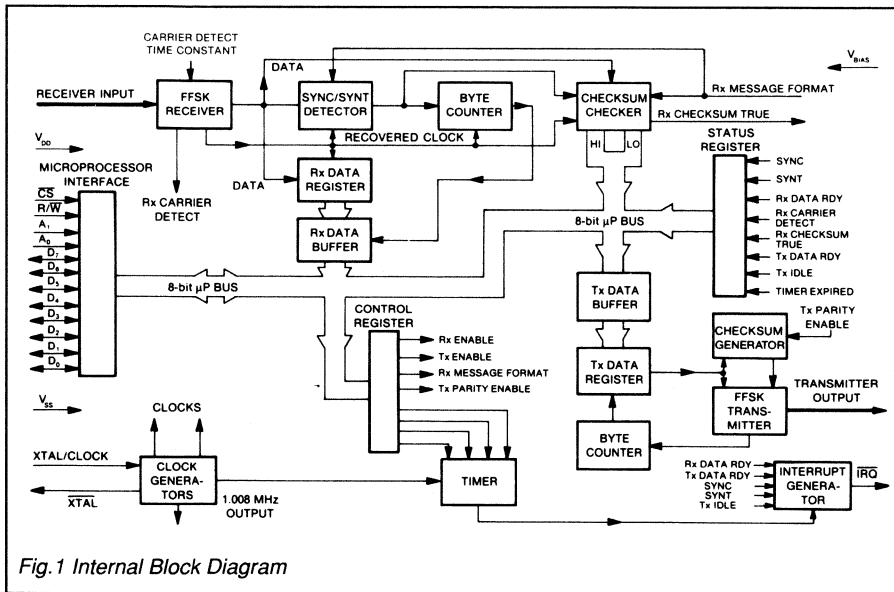 CARRIER DETECT
TIME CONSTANT
DATA
V_BIAS
RECEIVER INPUT
FFSK
RECEIVER
SYNC/SYNT
DETECTOR
BYTE
COUNTER
CHECKSUM
CHECKER
Rx MESSAGE FORMAT
Rx CHECKSUM TRUE
RECOVERED CLOCK
HI
LO
STATUS
REGISTER
V_DD
MICROPROCESSOR
INTERFACE
Rx CARRIER
DETECT
DATA
Rx DATA
REGISTER
Rx DATA
BUFFER
SYNC
SYNT
Rx DATA RDY
Rx CARRIER
DETECT
Rx CHECKSUM
TRUE
Tx DATA RDY
Tx IDLE
TIMER EXPIRED
C̅S̅
R/W̅
A₁
A₀
D₇
D₆
D₅
D₄
D₃
D₂
D₁
D₀
8-bit µP BUS
8-bit µP BUS
CONTROL
REGISTER
Rx ENABLE
Tx ENABLE
Rx MESSAGE FORMAT
Tx PARITY ENABLE
Tx DATA
BUFFER
Tx DATA
REGISTER
BYTE
COUNTER
CHECKSUM
GENERATOR
Tx PARITY
ENABLE
FFSK
TRANS-
MITTER
TRANSMITTER
OUTPUT
V_SS
CLOCKS
XTAL/CLOCK
X̅T̅A̅L̅
CLOCK
GENERA-
TORS
1.008 MHz
OUTPUT
TIMER
Rx DATA RDY
Tx DATA RDY
SYNC
SYNT
Tx IDLE
INTERRUPT
GENERA-
TOR
I̅R̅Q̅
Fig.1 Internal Block Diagram